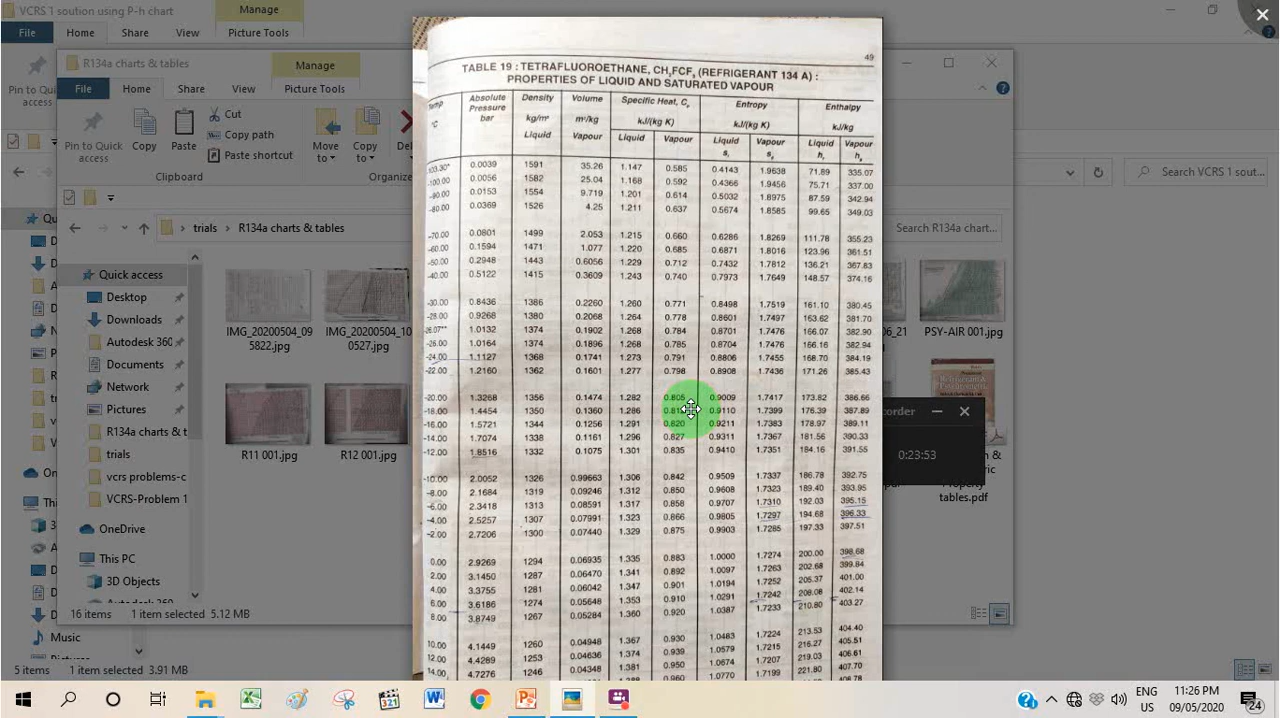 VCRS 1 soution using P-h chart
Manage
File
Home
Share
View
Picture Tools
R134a charts & tables
Manage
File
Home
Share
View
Picture Tools
Cut
Copy path
Paste shortcut
Copy
Paste
Move to
Copy to
Clipboard
Organize
Search VCRS 1 sout...
trials
R134a charts & tables
Search R134a charts...
Quick access
Desktop
Downloads
Autodesk 360
Documents
Network
Pictures
R134a charts & t
trials
vcrs problems-c
VCRS-Problem 1
OneDrive
This PC
3D Objects
Music
IMG_20200504_09
5822.jpg
PSY-AIR 001.jpg
R11 001.jpg
R12 001.jpg
tables.pdf
corder
0:23:53
16 items
1 item selected 5.12 MB
5 items
1 item selected 3.91 MB
49
TABLE 19 : TETRAFLUOROETHANE, CH₂FCF₃ (REFRIGERANT 134 A) :
PROPERTIES OF LIQUID AND SATURATED VAPOUR
Temp Absolute Pressure Density Volume Specific Heat, Cₚ Entropy Enthalpy
°C bar kg/m³ m³/kg kJ/(kg K) kJ/(kg K) kJ/kg
Liquid Vapour Liquid Vapour Liquid Vapour Liquid Vapour
0.0039 1591 35.26 1.147 0.585 0.4143 1.9638 71.89 335.07
-100.00 0.0056 1582 25.04 1.168 0.592 0.4366 1.9456 75.71 337.00
-90.00 0.0153 1554 9.719 1.201 0.614 0.5032 1.8975 87.59 342.94
-80.00 0.0369 1526 4.25 1.211 0.637 0.5674 1.8585 99.65 349.03
-70.00 0.0801 1499 2.053 1.215 0.660 0.6286 1.8269 111.78 355.23
-60.00 0.1594 1471 1.077 1.220 0.685 0.6871 1.8016 123.96 361.51
-50.00 0.2948 1443 0.6056 1.229 0.712 0.7432 1.7812 136.21 367.83
-40.00 0.5122 1415 0.3609 1.243 0.740 0.7973 1.7649 148.57 374.16
-30.00 0.8436 1386 0.2260 1.260 0.771 0.8498 1.7519 161.10 380.45
-28.00 0.9268 1380 0.2068 1.264 0.778 0.8601 1.7497 163.62 381.70
-26.07** 1.0132 1374 0.1902 1.268 0.784 0.8701 1.7476 166.07 382.90
-26.00 1.0164 1374 0.1896 1.268 0.785 0.8704 1.7476 166.16 382.94
-24.00 1.1127 1368 0.1741 1.273 0.791 0.8806 1.7455 168.70 384.19
-22.00 1.2160 1362 0.1601 1.277 0.798 0.8908 1.7436 171.26 385.43
-20.00 1.3268 1356 0.1474 1.282 0.805 0.9009 1.7417 173.82 386.66
-18.00 1.4454 1350 0.1360 1.286 0.9110 1.7399 176.39 387.89
-16.00 1.5721 1344 0.1256 1.291 0.820 0.9211 1.7383 178.97 389.11
-14.00 1.7074 1338 0.1161 1.296 0.827 0.9311 1.7367 181.56 390.33
-12.00 1.8516 1332 0.1075 1.301 0.835 0.9410 1.7351 184.16 391.55
-10.00 2.0052 1326 0.99663 1.306 0.842 0.9509 1.7337 186.78 392.75
-8.00 2.1684 1319 0.09246 1.312 0.850 0.9608 1.7323 189.40 393.95
-6.00 2.3418 1313 0.08591 1.317 0.858 0.9707 1.7310 192.03 395.15
-4.00 2.5257 1307 0.07991 1.323 0.866 0.9805 1.7297 194.68 396.33
-2.00 2.7206 1300 0.07440 1.329 0.875 0.9903 1.7285 197.33 397.51
0.00 2.9269 1294 0.06935 1.335 0.883 1.0000 1.7274 200.00 398.68
2.00 3.1450 1287 0.06470 1.341 0.892 1.0097 1.7263 202.68 399.84
4.00 3.3755 1281 0.06042 1.347 0.901 1.0194 1.7252 205.37 401.00
6.00 3.6186 1274 0.05648 1.353 0.910 1.0291 1.7242 208.08 402.14
8.00 3.8749 1267 0.05284 1.360 0.920 1.0387 1.7233 210.80 403.27
10.00 4.1449 1260 0.04948 1.367 0.930 1.0483 1.7224 213.53 404.40
12.00 4.4289 1253 0.04636 1.374 0.939 1.0579 1.7215 216.27 405.51
14.00 4.7276 1246 0.04348 1.381 0.950 1.0674 1.7207 219.03 406.61
0.960 1.0770 1.7199 221.80 407.70
ENG
US
11:26 PM
09/05/2020
24